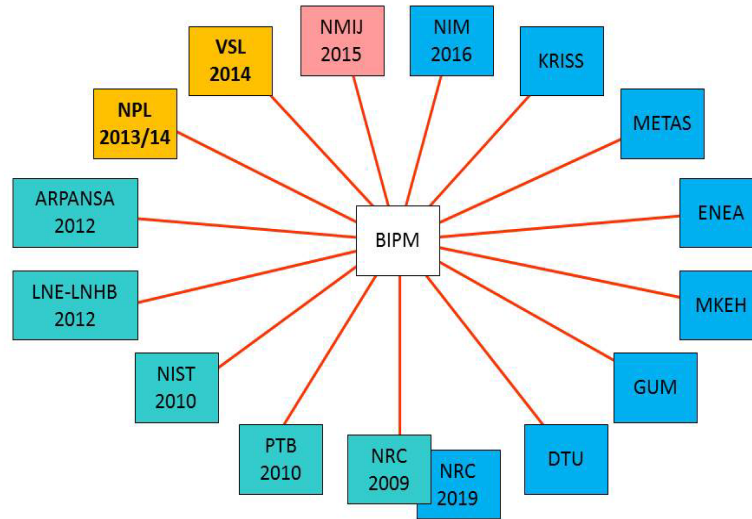 NMIJ
2015
NIM
2016
VSL
2014
KRISS
NPL
2013/14
METAS
ARPANSA
2012
ENEA
BIPM
LNE-LNHB
2012
MKEH
NIST
2010
GUM
PTB
2010
NRC
2009
NRC
2019
DTU